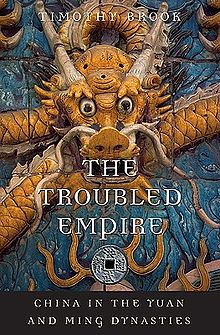 TIMOTHY BROOK
THE
TROUBLED
EMPIRE
CHINA IN THE YUAN
AND MING DYNASTIES